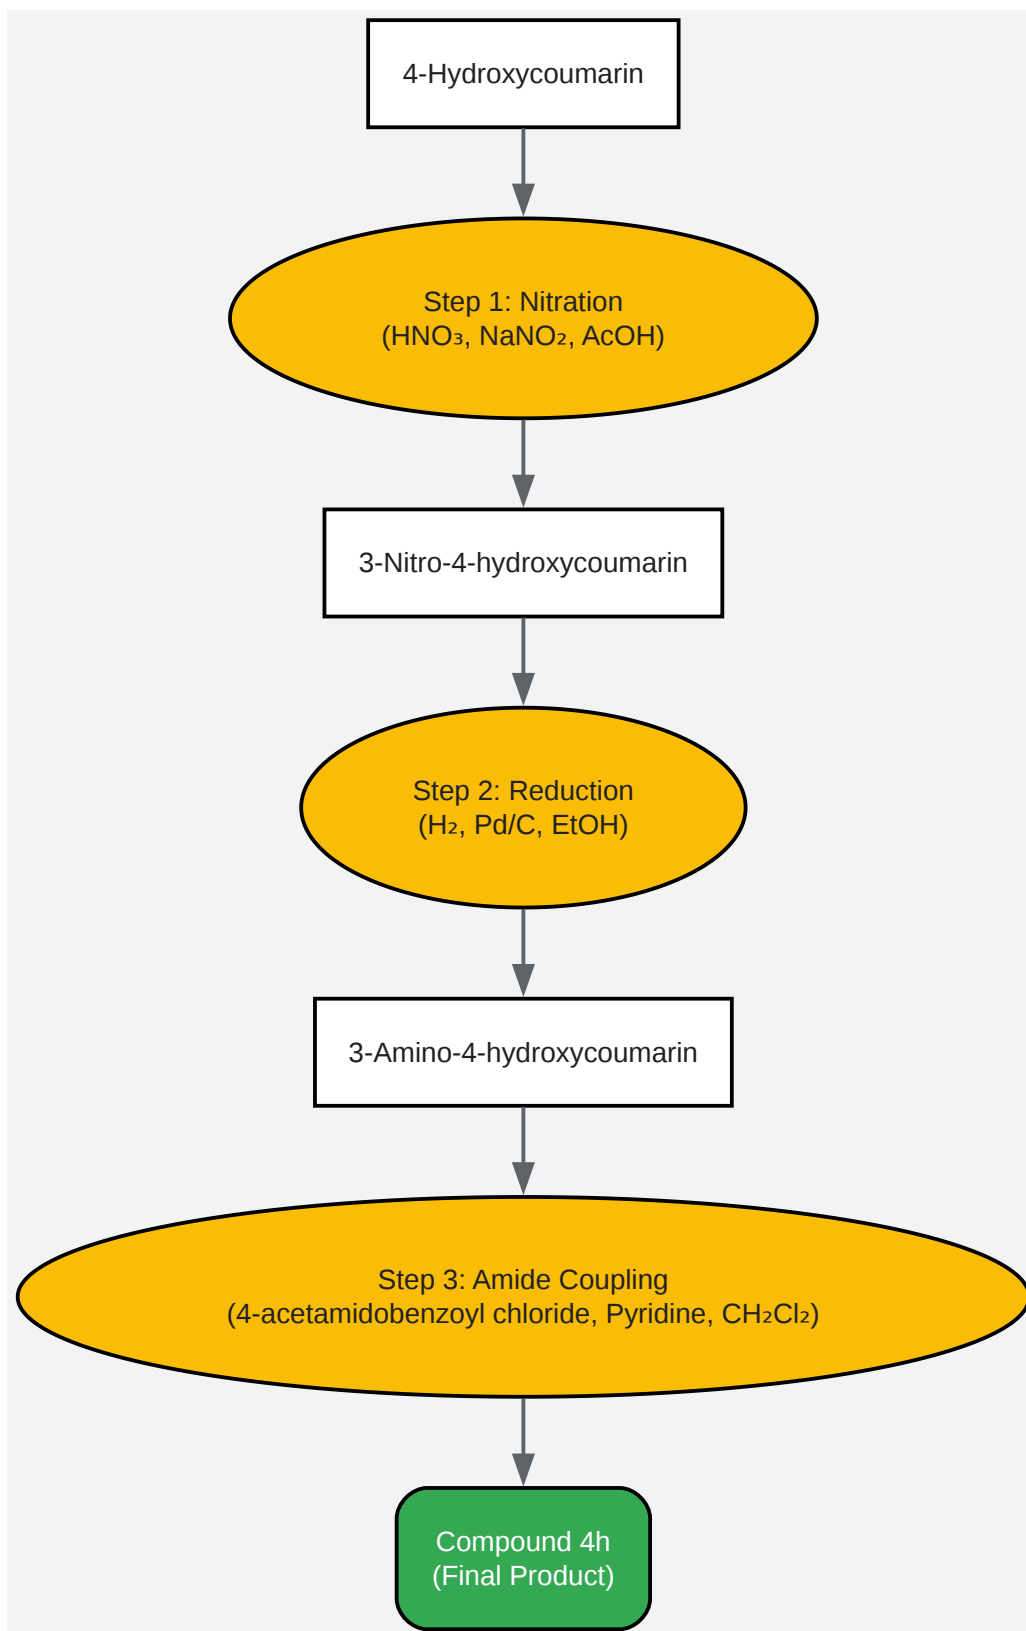 4-Hydroxycoumarin
Step 1: Nitration
(HNO₃, NaNO₂, AcOH)
3-Nitro-4-hydroxycoumarin
Step 2: Reduction
(H₂, Pd/C, EtOH)
3-Amino-4-hydroxycoumarin
Step 3: Amide Coupling
(4-acetamidobenzoyl chloride, Pyridine, CH₂Cl₂)
Compound 4h
(Final Product)